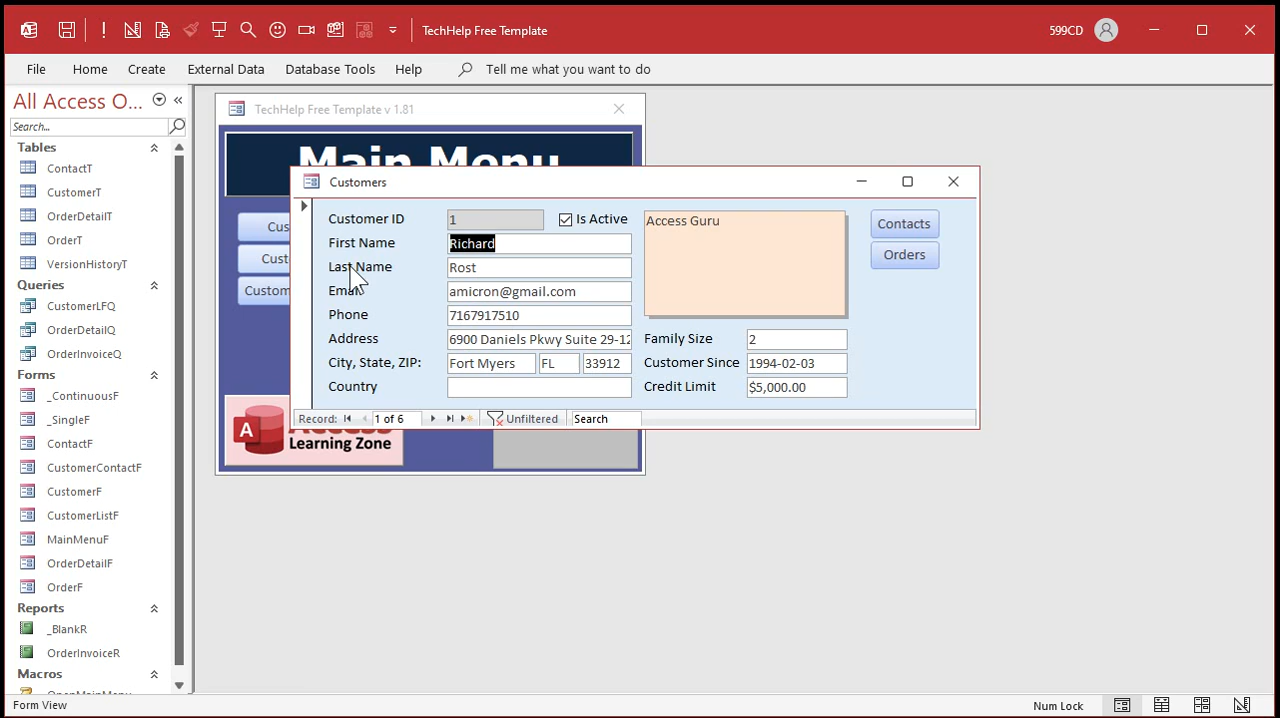 TechHelp Free Template
599CD
File Home Create External Data Database Tools Help Tell me what you want to do
All Access O...
Search...
Tables
ContactT
CustomerT
OrderDetailT
OrderT
VersionHistoryT
Queries
CustomerLFQ
OrderDetailQ
OrderInvoiceQ
Forms
_ContinuousF
_SingleF
ContactF
CustomerContactF
CustomerF
CustomerListF
MainMenuF
OrderDetailF
OrderF
Reports
_BlankR
OrderInvoiceR
Macros
OpenMainMenu
TechHelp Free Template v 1.81
Main Menu
Cus
Cust
Custom
A
Access
Learning Zone
Customers
Customer ID 1 Is Active
First Name Richard
Last Name Rost
Email amicron@gmail.com
Phone 7167917510
Address 6900 Daniels Pkwy Suite 29-12
City, State, ZIP: Fort Myers FL 33912
Country
Access Guru
Family Size 2
Customer Since 1994-02-03
Credit Limit $5,000.00
Contacts
Orders
Record: 1 of 6 Unfiltered Search
Form View
Num Lock